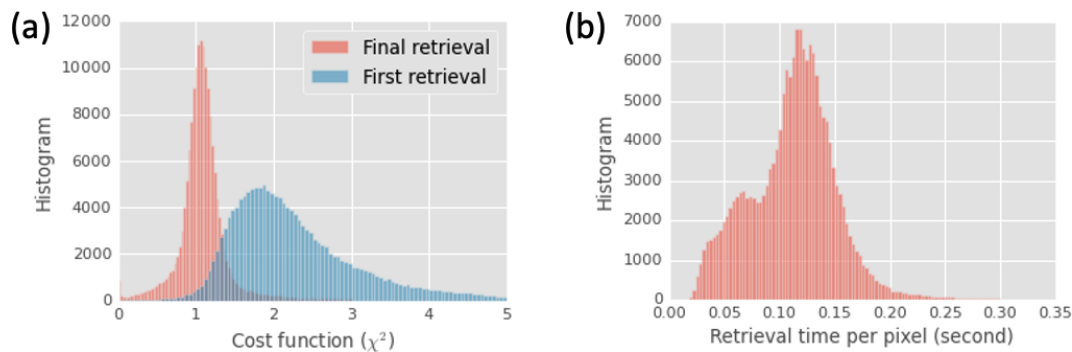 (a)
12000
10000
8000
6000
4000
2000
0
Histogram
Final retrieval
First retrieval
0 1 2 3 4 5
Cost function (χ²)
(b)
7000
6000
5000
4000
3000
2000
1000
0
Histogram
0.00 0.05 0.10 0.15 0.20 0.25 0.30 0.35
Retrieval time per pixel (second)